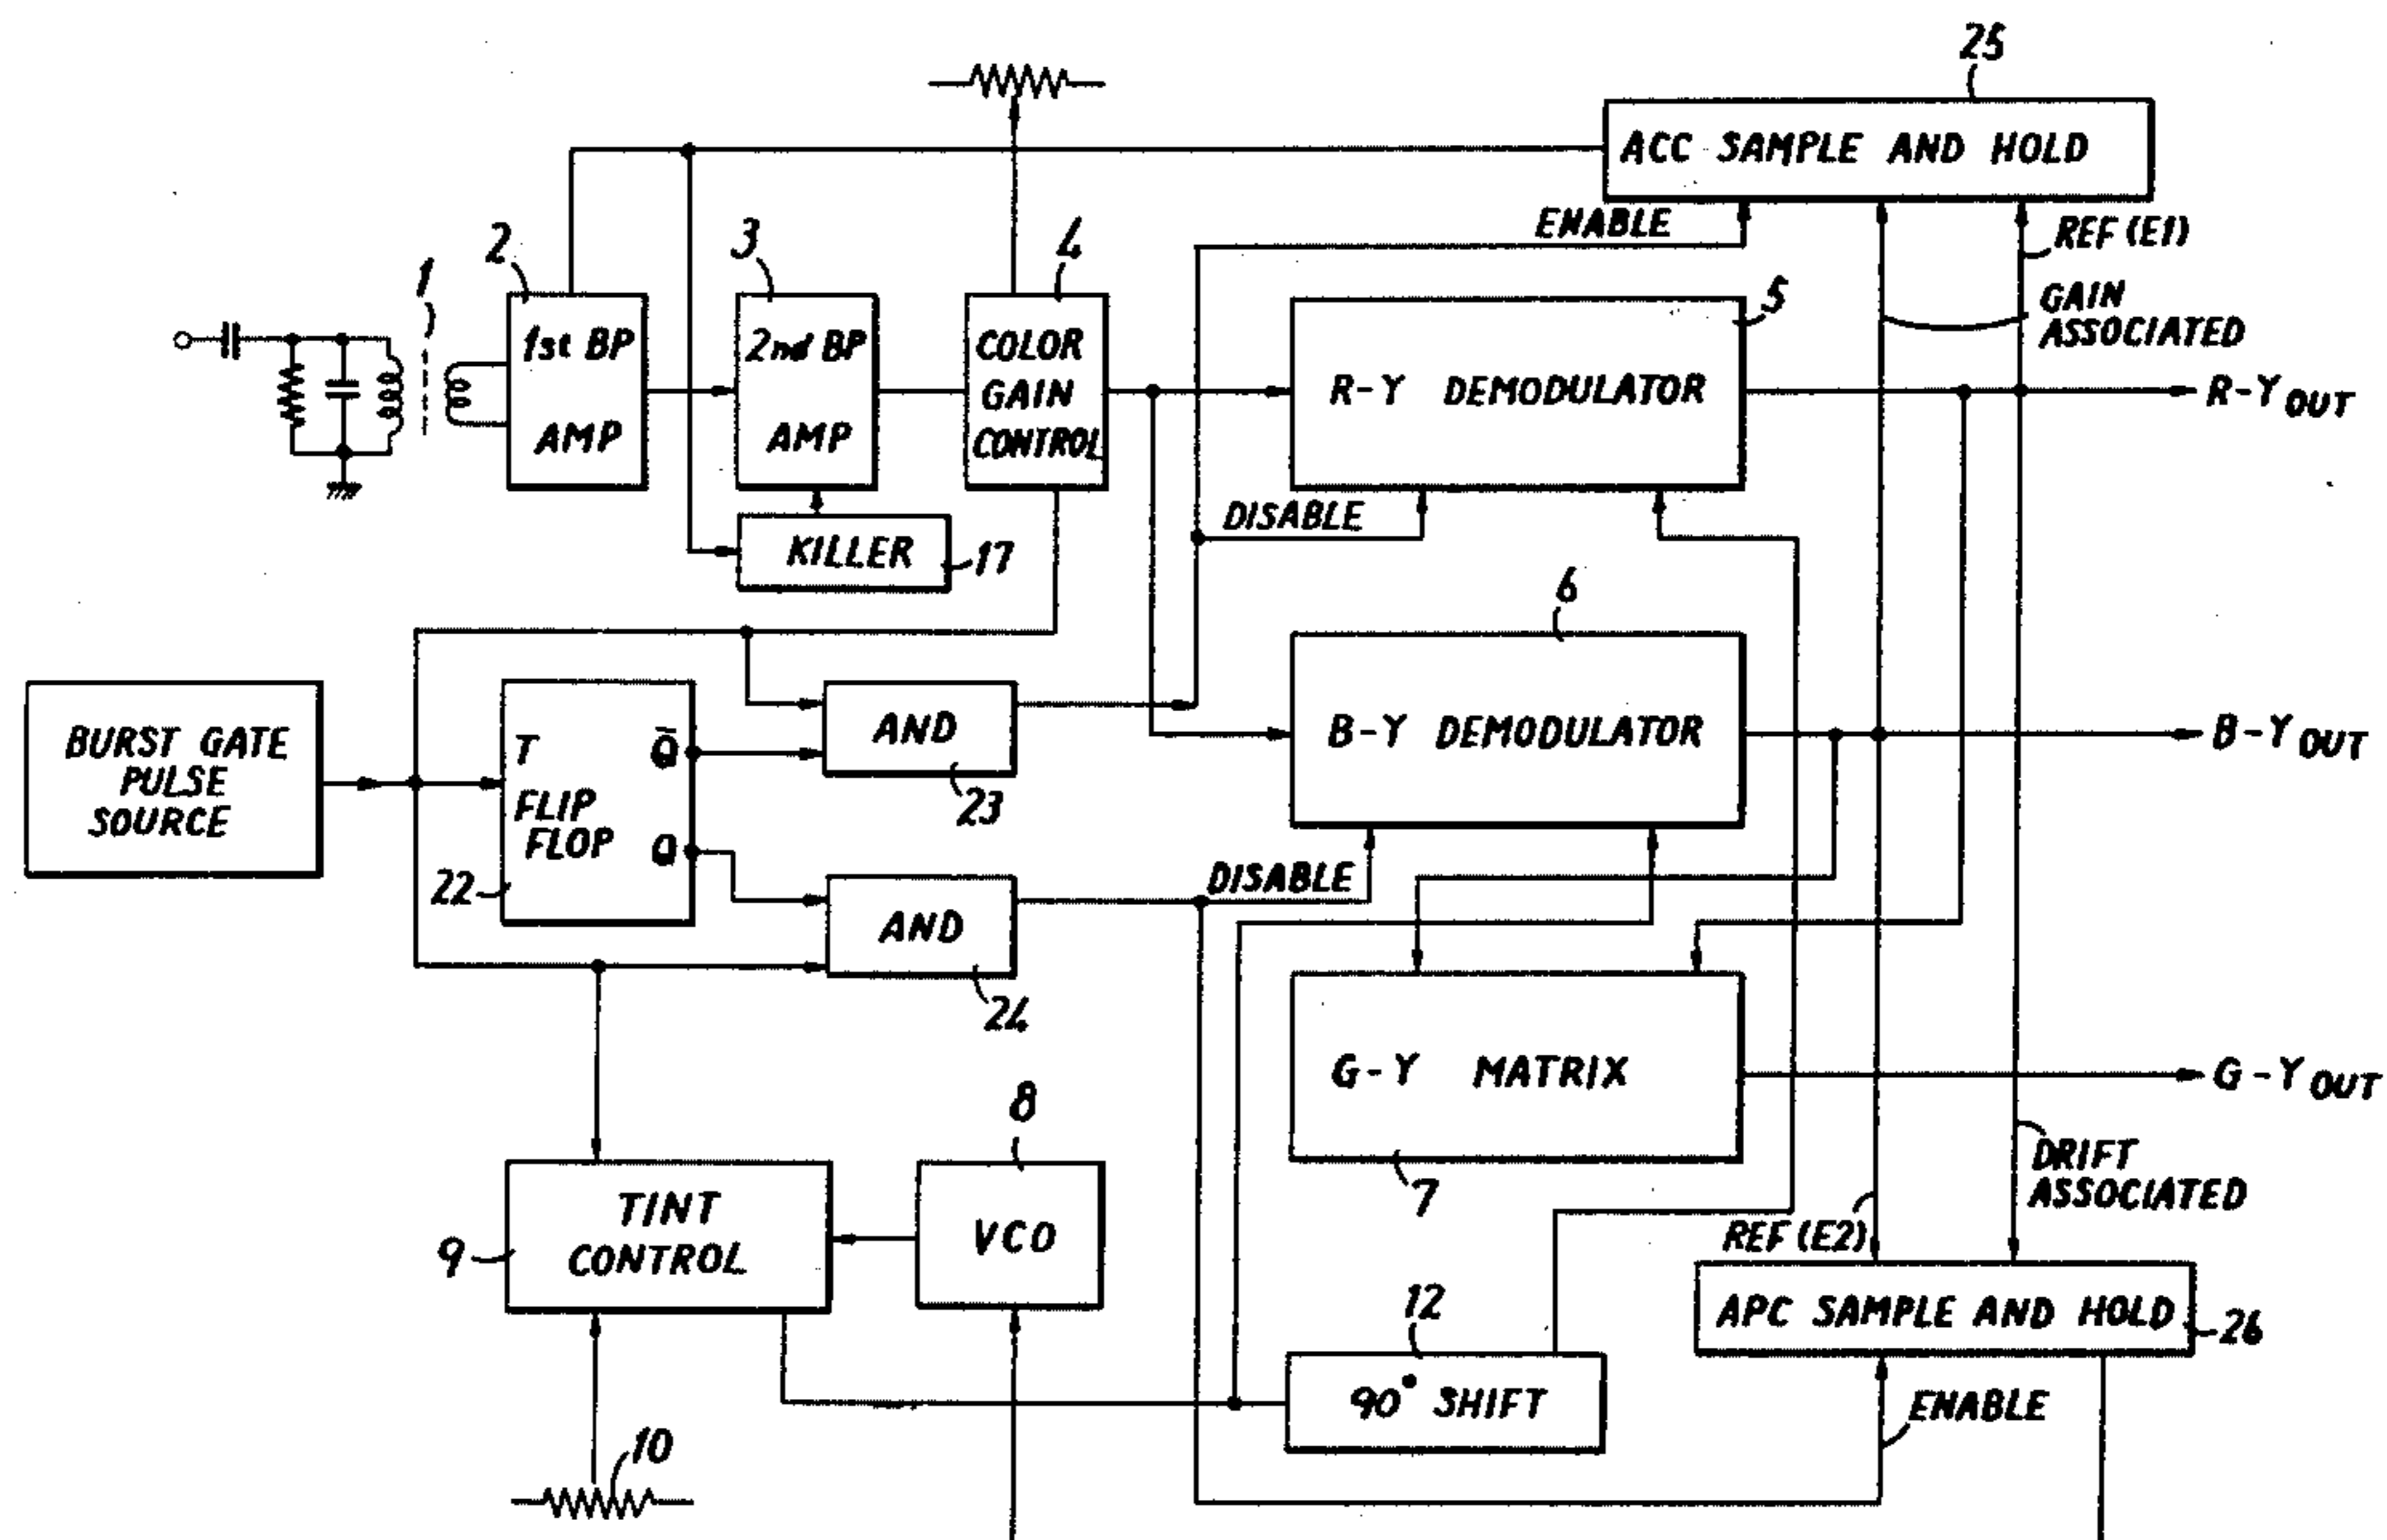 25
ACC SAMPLE AND HOLD
ENABLE
REF (E1)
GAIN
ASSOCIATED
1
2
1st BP
AMP
3
2nd BP
AMP
4
COLOR
GAIN
CONTROL
5
R-Y DEMODULATOR
R-Y OUT
DISABLE
KILLER
17
6
B-Y DEMODULATOR
B-Y OUT
BURST GATE
PULSE
SOURCE
T
Q̅
FLIP
FLOP
Q
22
AND
23
AND
24
DISABLE
G-Y MATRIX
7
G-Y OUT
DRIFT
ASSOCIATED
REF (E2)
8
VCO
TINT
CONTROL
9
10
12
90° SHIFT
APC SAMPLE AND HOLD
26
ENABLE